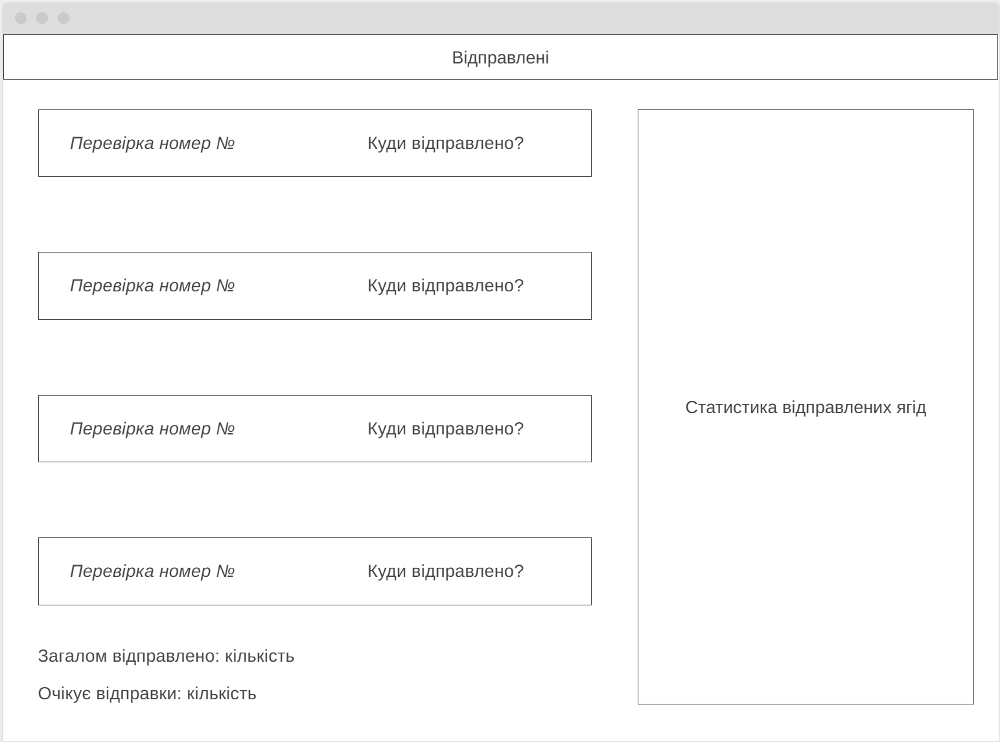 Відправлені
Перевірка номер № Куди відправлено?
Перевірка номер № Куди відправлено?
Перевірка номер № Куди відправлено?
Перевірка номер № Куди відправлено?
Загалом відправлено: кількість
Очікує відправки: кількість
Статистика відправлених ягід